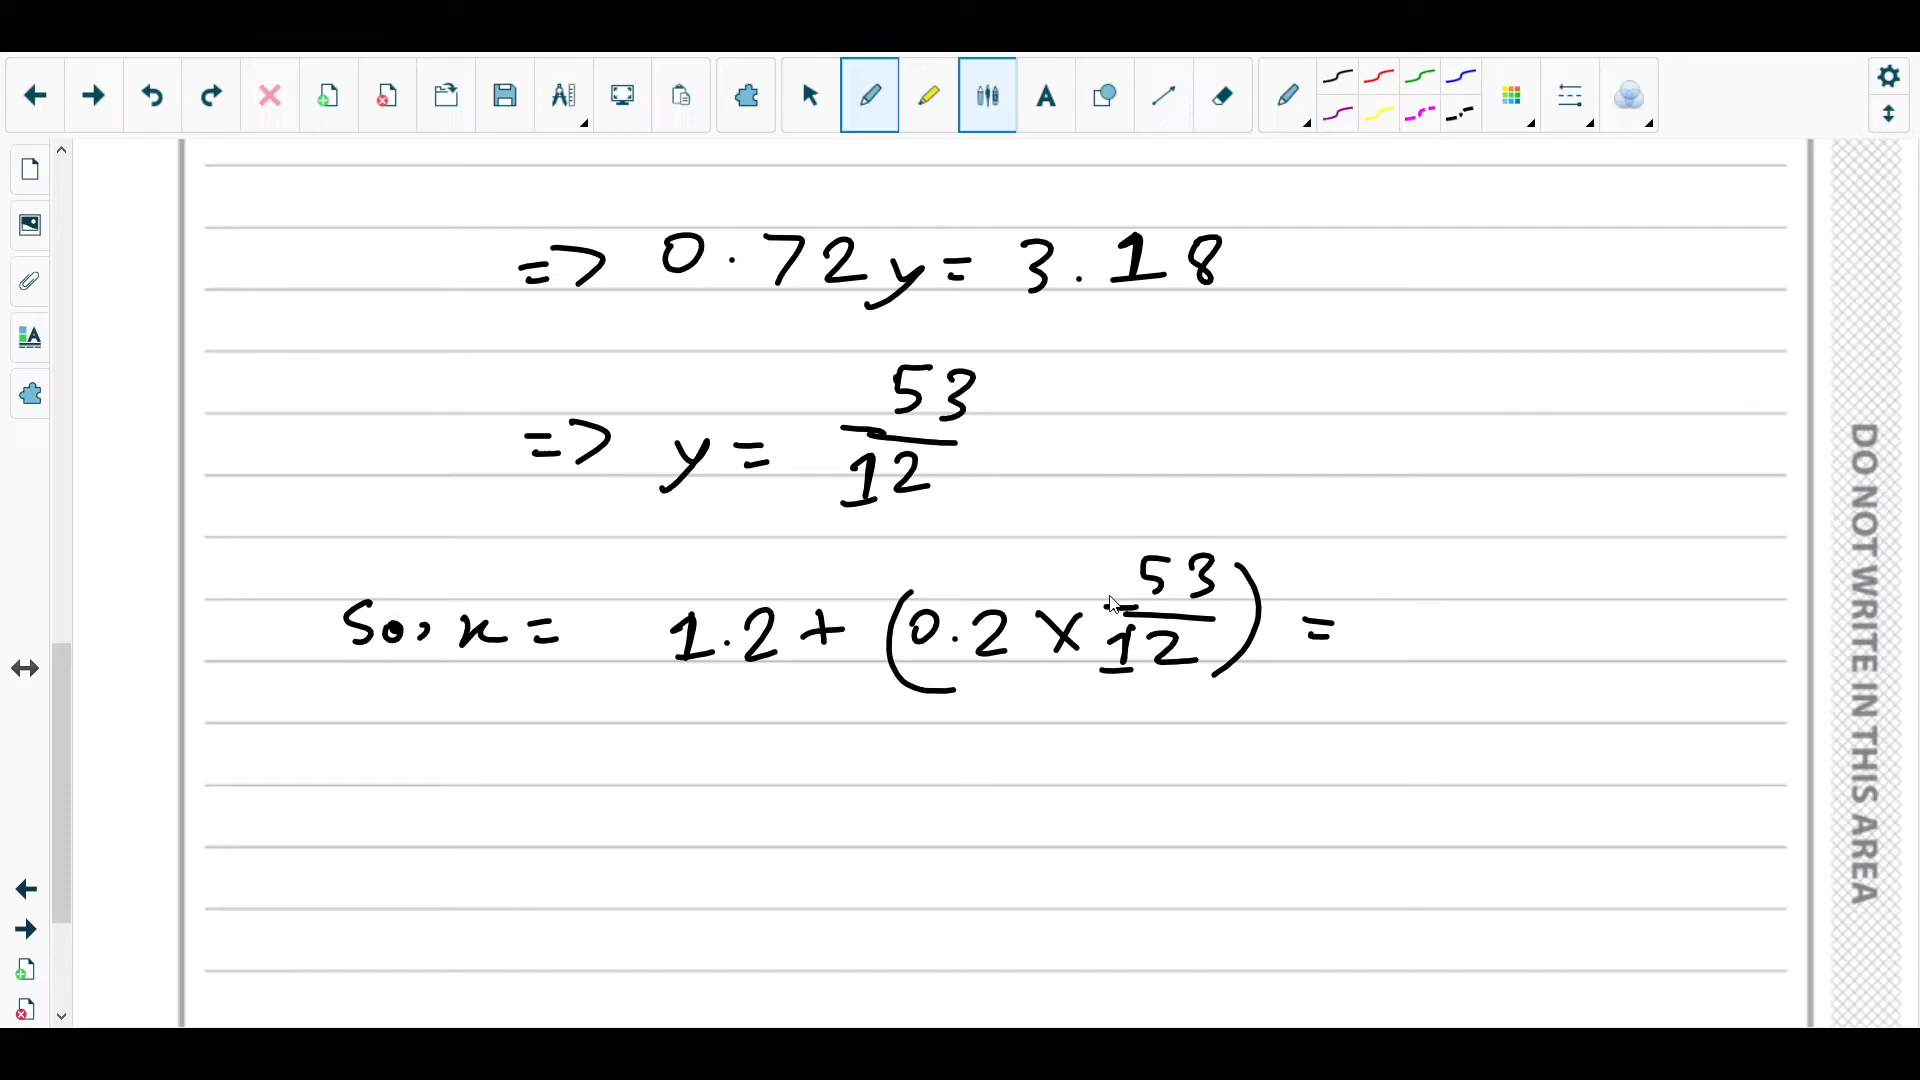 => 0.72y = 3.18
=> y = 53/12
So, x = 1.2 + (0.2 × 53/12) =
DO NOT WRITE IN THIS AREA